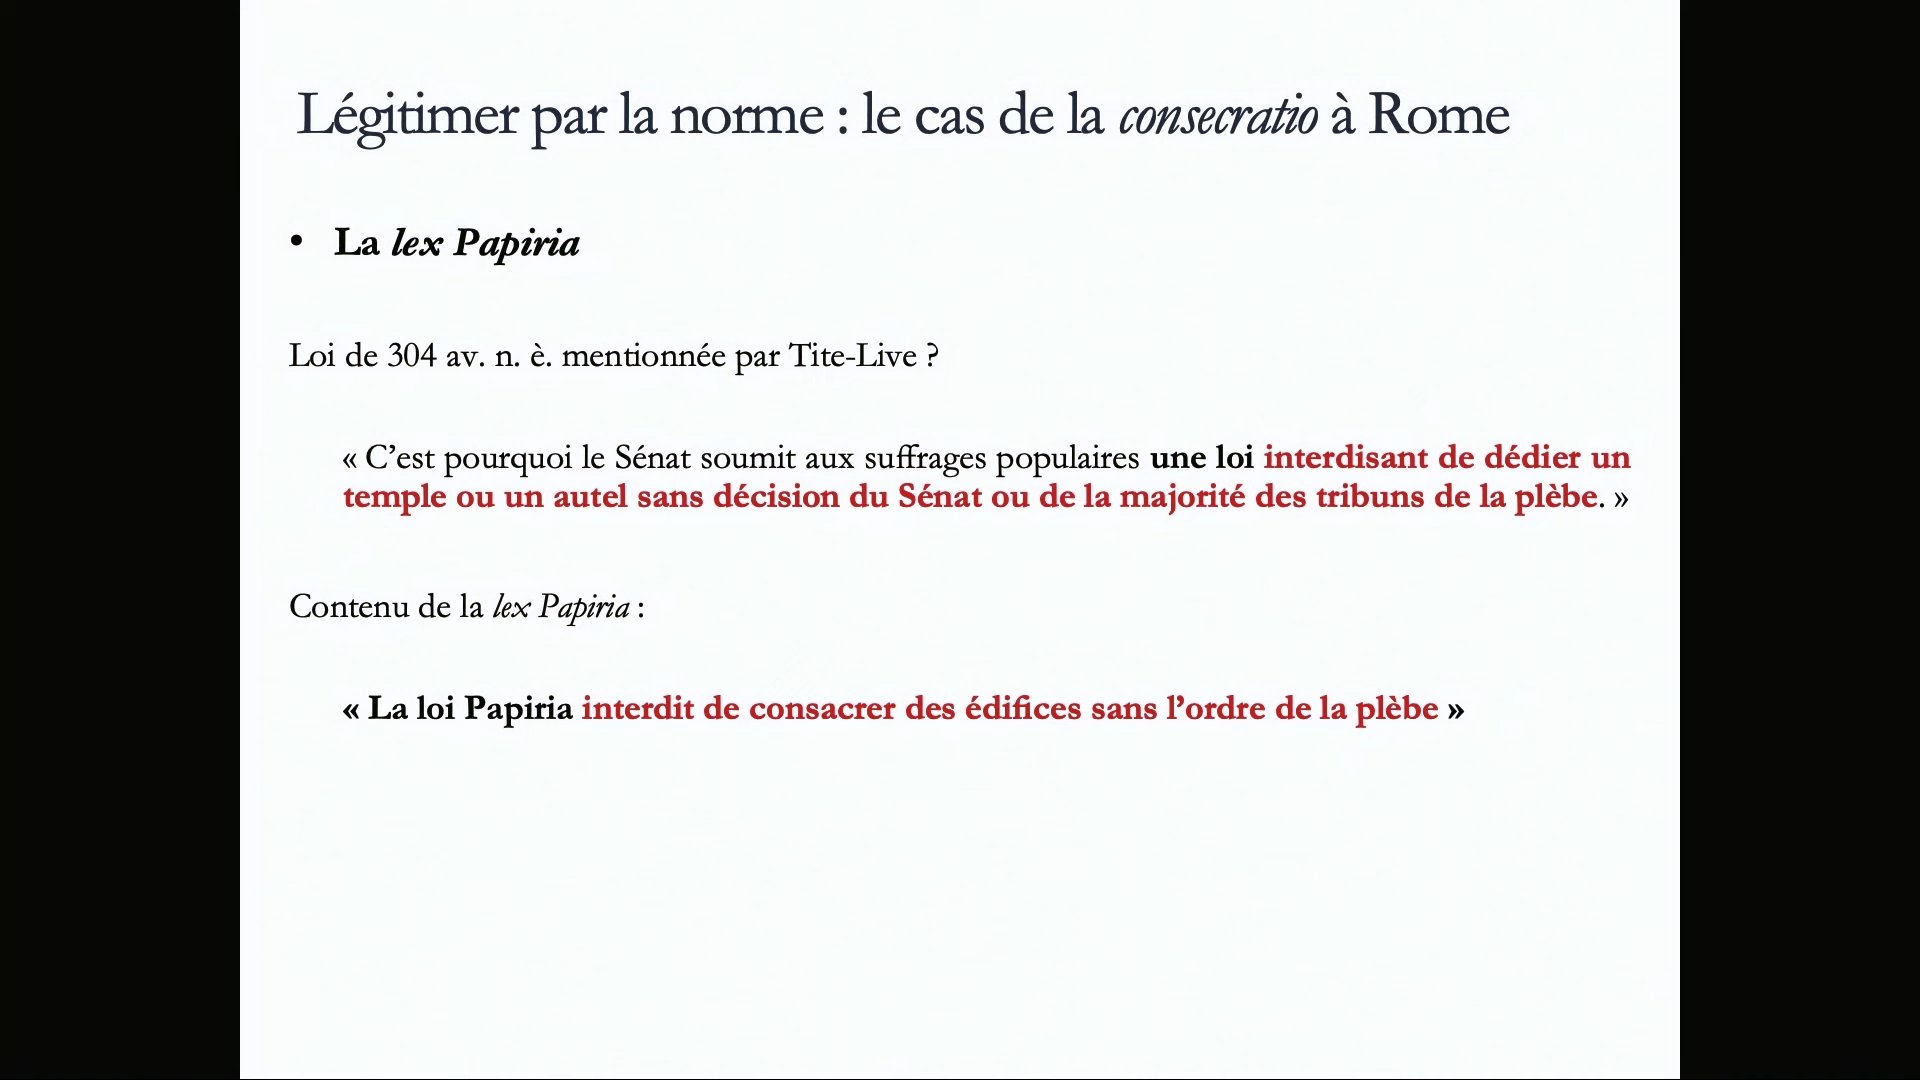 Légitimer par la norme : le cas de la consecratio à Rome
• La lex Papiria
Loi de 304 av. n. è. mentionnée par Tite-Live ?
« C’est pourquoi le Sénat soumit aux suffrages populaires une loi interdisant de dédier un
temple ou un autel sans décision du Sénat ou de la majorité des tribuns de la plèbe. »
Contenu de la lex Papiria :
« La loi Papiria interdit de consacrer des édifices sans l’ordre de la plèbe »